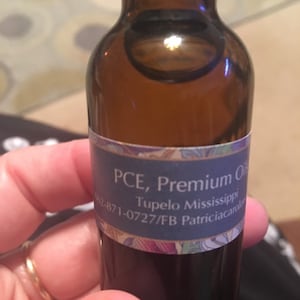 PCE, Premium
Tupelo Mississippi
-871-0727/FB